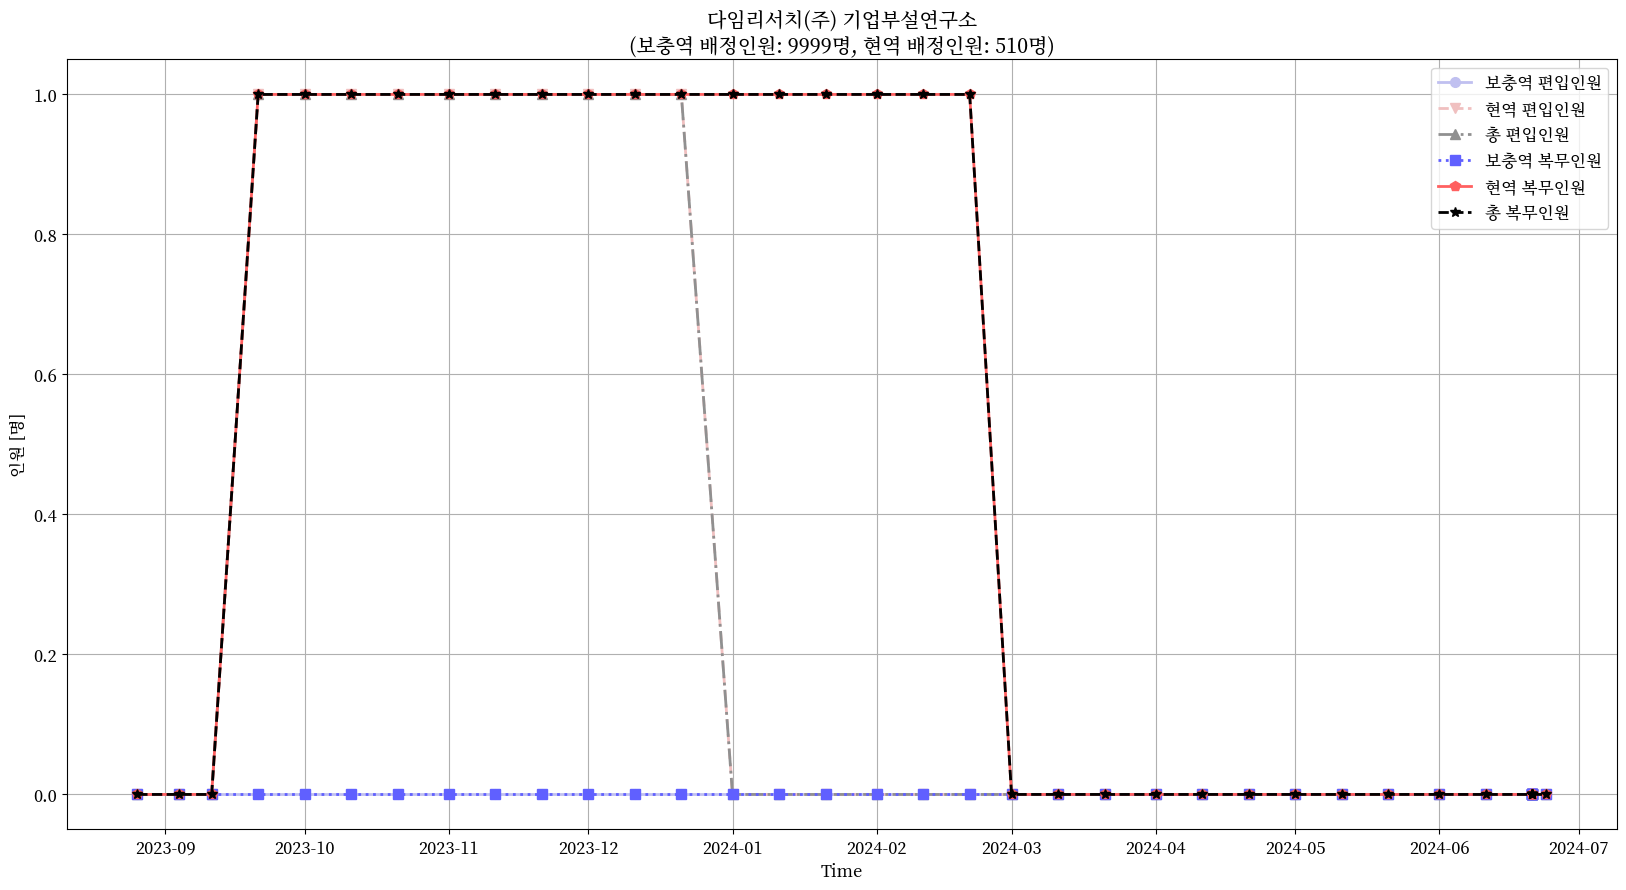 다임리서치(주) 기업부설연구소
(보충역 배정인원: 9999명, 현역 배정인원: 510명)
보충역 편입인원
현역 편입인원
총 편입인원
보충역 복무인원
현역 복무인원
총 복무인원
인원 [명]
1.0
0.8
0.6
0.4
0.2
0.0
2023-09
2023-10
2023-11
2023-12
2024-01
2024-02
2024-03
2024-04
2024-05
2024-06
2024-07
Time